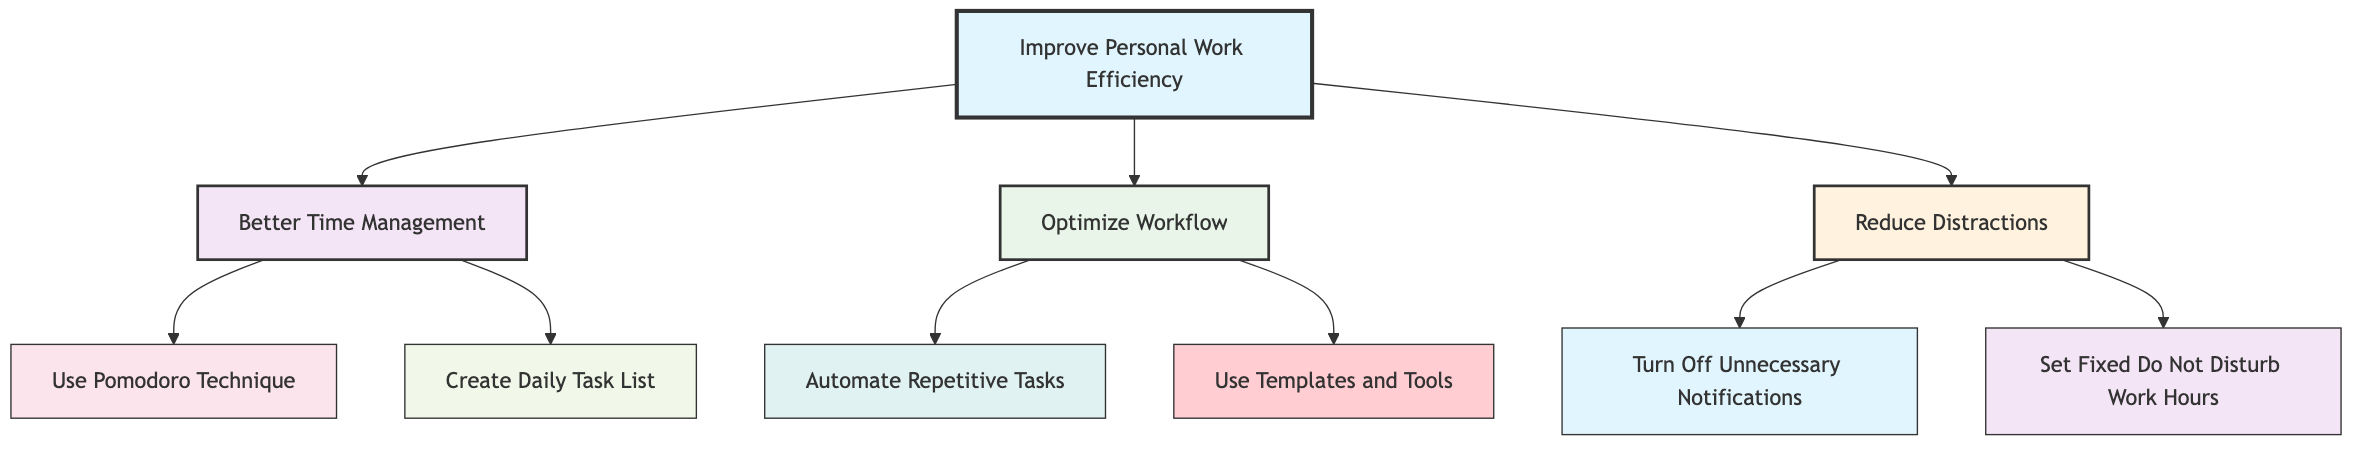 Improve Personal Work
Efficiency
Better Time Management
Optimize Workflow
Reduce Distractions
Use Pomodoro Technique
Create Daily Task List
Automate Repetitive Tasks
Use Templates and Tools
Turn Off Unnecessary
Notifications
Set Fixed Do Not Disturb
Work Hours